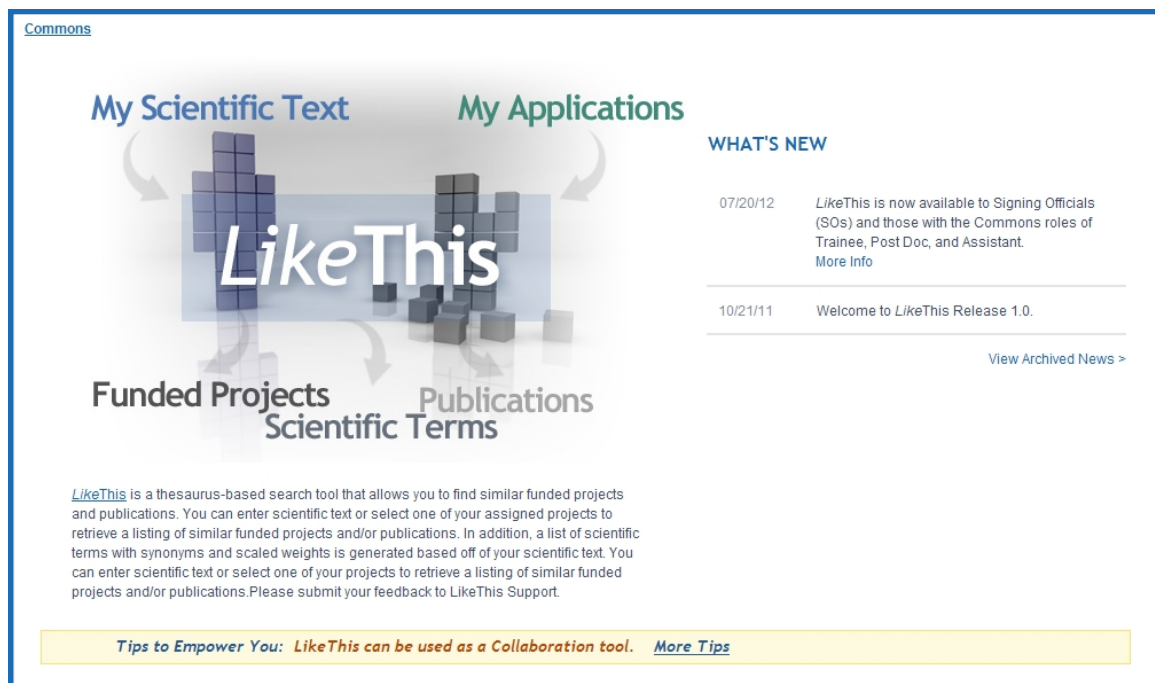 Commons
My Scientific Text
My Applications
LikeThis
Funded Projects
Publications
Scientific Terms
WHAT'S NEW
07/20/12
LikeThis is now available to Signing Officials
(SOs) and those with the Commons roles of
Trainee, Post Doc, and Assistant.
More Info
10/21/11
Welcome to LikeThis Release 1.0.
View Archived News >
LikeThis is a thesaurus-based search tool that allows you to find similar funded projects
and publications. You can enter scientific text or select one of your assigned projects to
retrieve a listing of similar funded projects and/or publications. In addition, a list of scientific
terms with synonyms and scaled weights is generated based off of your scientific text. You
can enter scientific text or select one of your projects to retrieve a listing of similar funded
projects and/or publications.Please submit your feedback to LikeThis Support.
Tips to Empower You: LikeThis can be used as a Collaboration tool. More Tips